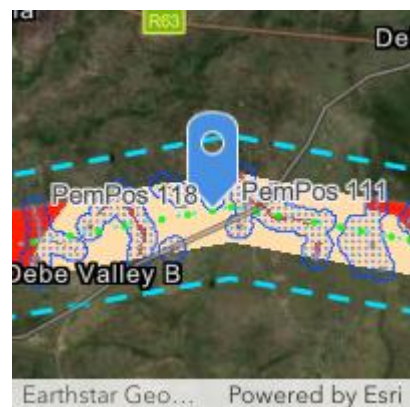 R63
De
PemPos 118
PemPos 111
Debe Valley B
Earthstar Geo... Powered by Esri